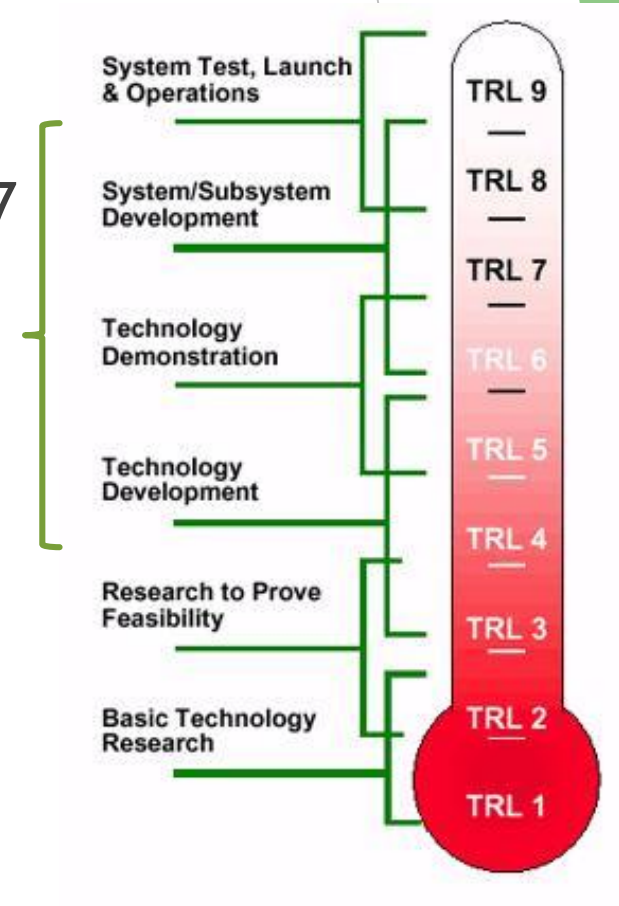 System Test, Launch
& Operations
TRL 9
7
System/Subsystem
Development
TRL 8
TRL 7
Technology
Demonstration
TRL 6
Technology
Development
TRL 5
TRL 4
Research to Prove
Feasibility
TRL 3
Basic Technology
Research
TRL 2
TRL 1